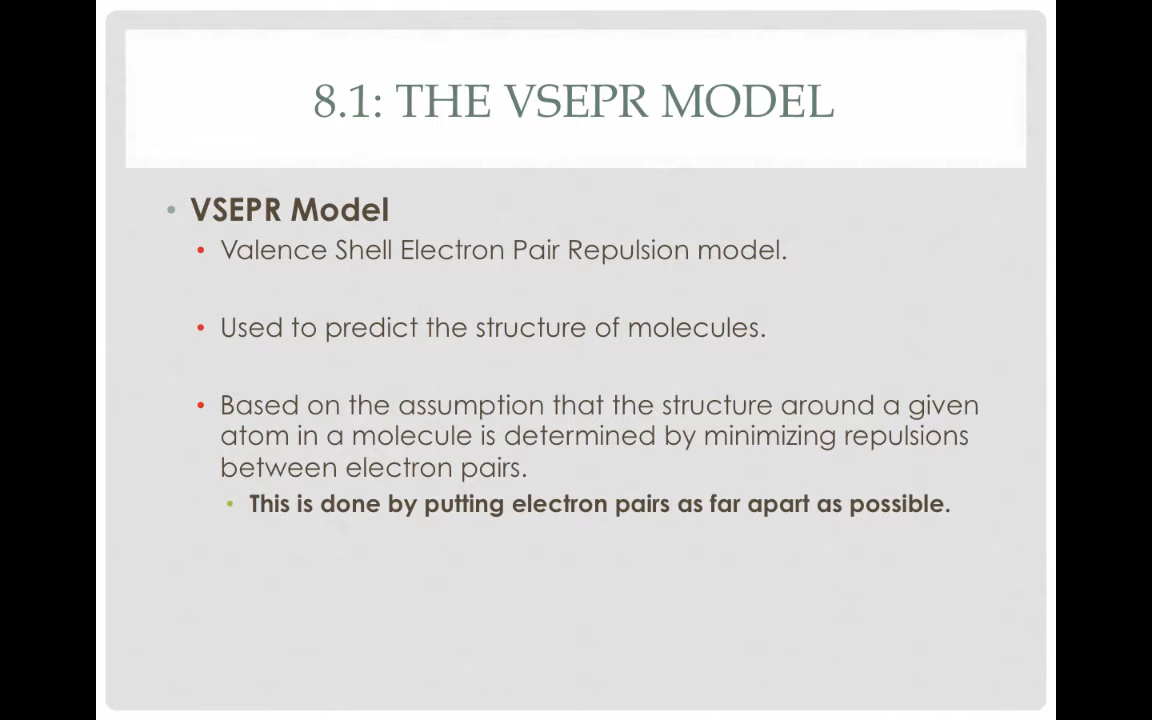 8.1: THE VSEPR MODEL
• VSEPR Model
• Valence Shell Electron Pair Repulsion model.
• Used to predict the structure of molecules.
• Based on the assumption that the structure around a given
atom in a molecule is determined by minimizing repulsions
between electron pairs.
• This is done by putting electron pairs as far apart as possible.